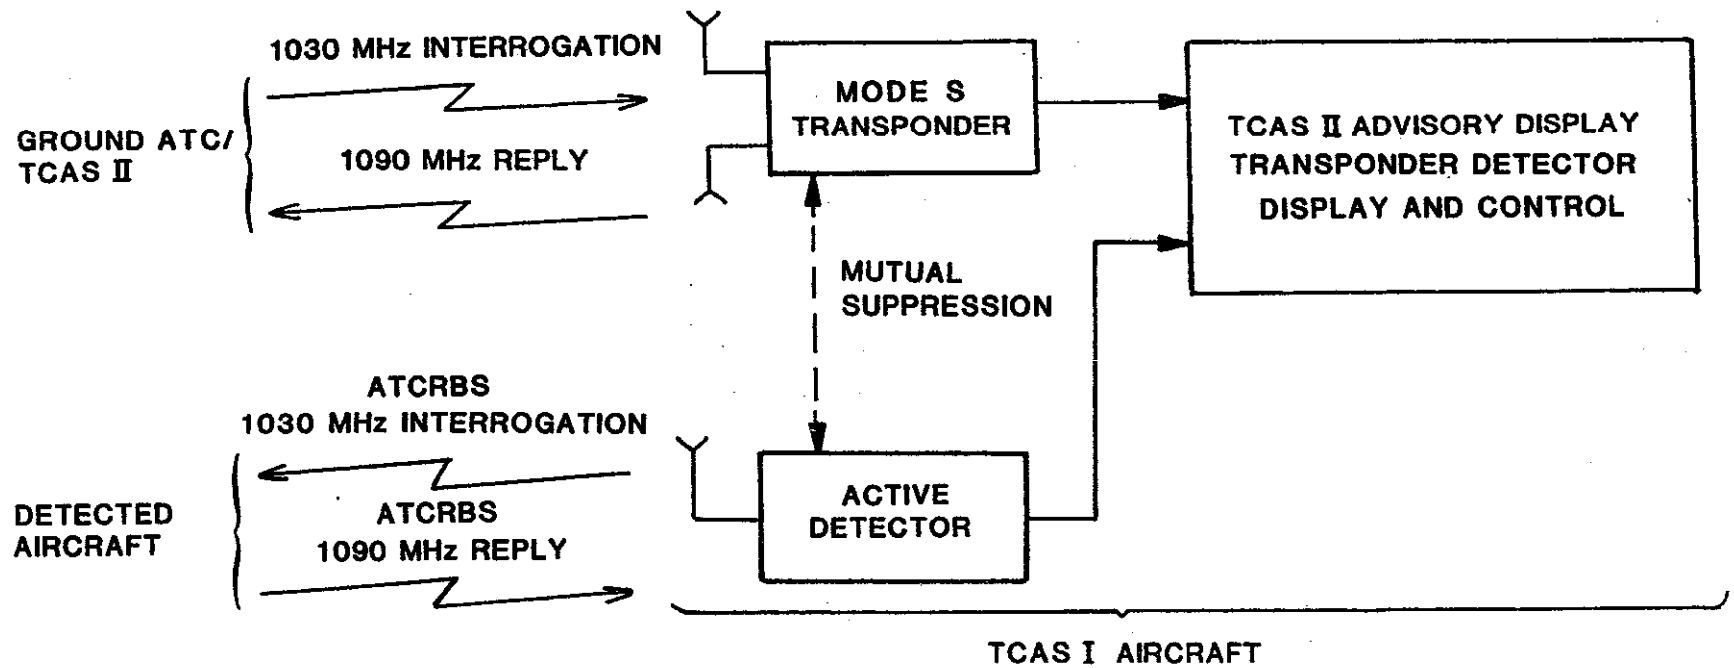 1030 MHz INTERROGATION
GROUND ATC/
TCAS II
1090 MHz REPLY
MODE S
TRANSPONDER
TCAS II ADVISORY DISPLAY
TRANSPONDER DETECTOR
DISPLAY AND CONTROL
MUTUAL
SUPPRESSION
ATCRBS
1030 MHz INTERROGATION
DETECTED
AIRCRAFT
ATCRBS
1090 MHz REPLY
ACTIVE
DETECTOR
TCAS I AIRCRAFT